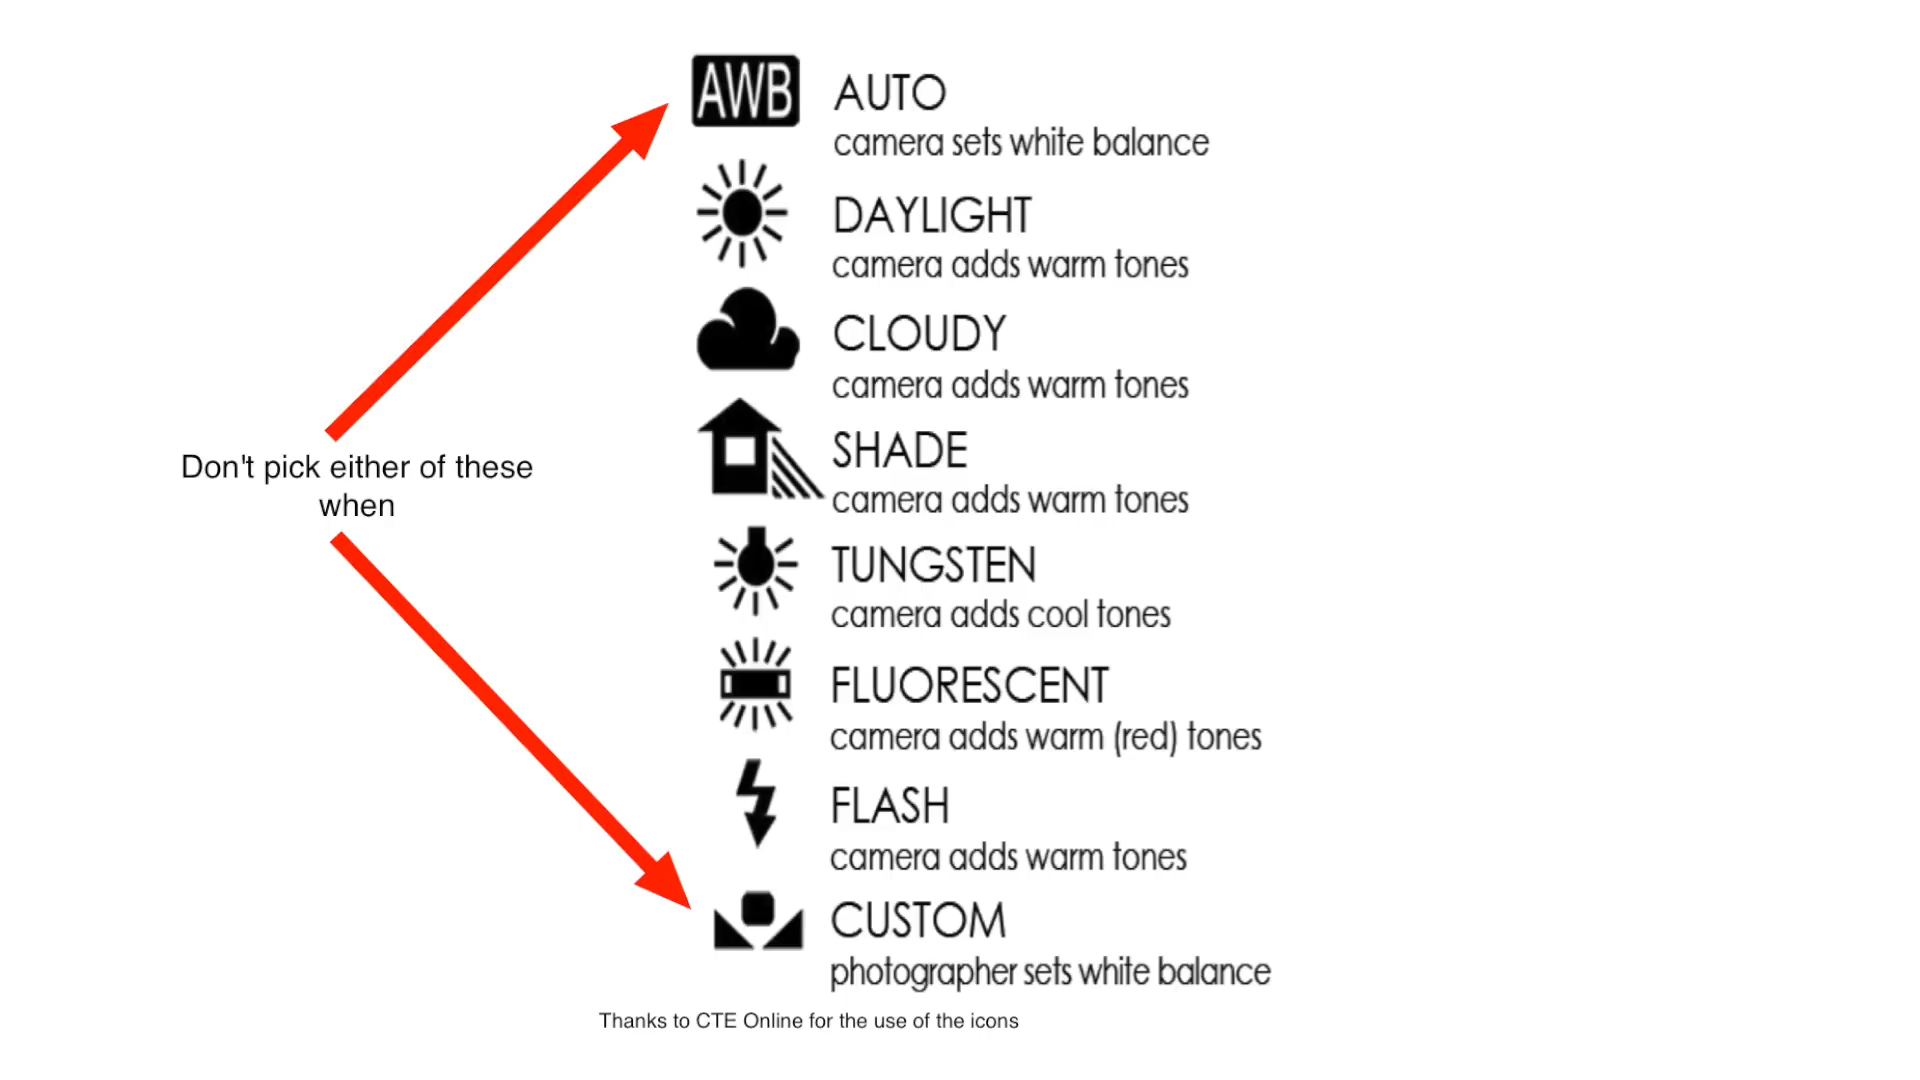 AWB AUTO
camera sets white balance
DAYLIGHT
camera adds warm tones
CLOUDY
camera adds warm tones
SHADE
camera adds warm tones
Don't pick either of these
when
TUNGSTEN
camera adds cool tones
FLUORESCENT
camera adds warm (red) tones
FLASH
camera adds warm tones
CUSTOM
photographer sets white balance
Thanks to CTE Online for the use of the icons